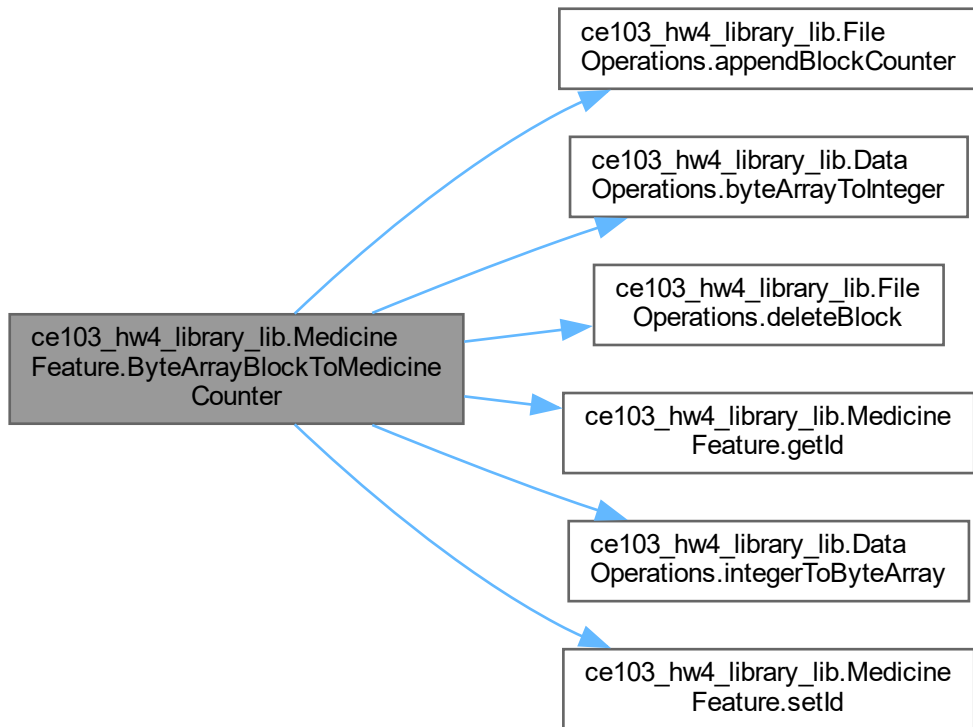 ce103_hw4_library_lib.File
Operations.appendBlockCounter
ce103_hw4_library_lib.Data
Operations.byteArrayToInteger
ce103_hw4_library_lib.File
Operations.deleteBlock
ce103_hw4_library_lib.Medicine
Feature.ByteArrayBlockToMedicine
Counter
ce103_hw4_library_lib.Medicine
Feature.getId
ce103_hw4_library_lib.Data
Operations.integerToByteArray
ce103_hw4_library_lib.Medicine
Feature.setId